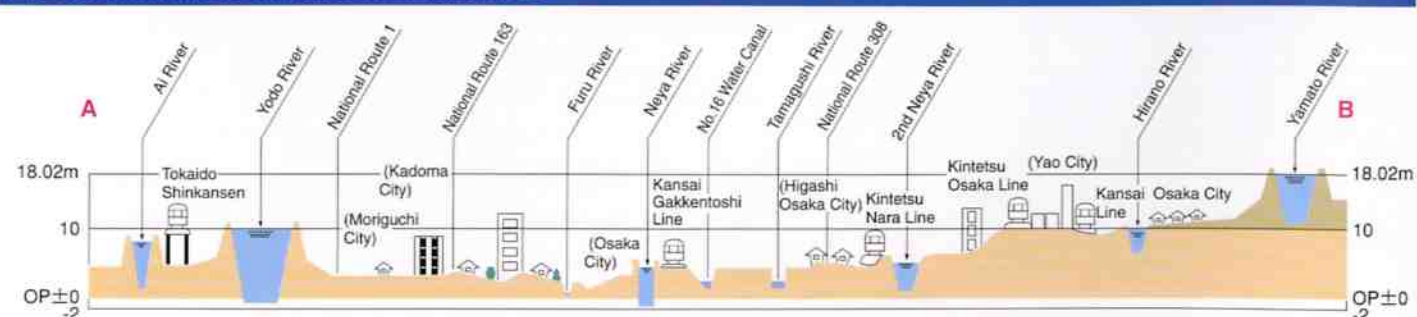 Ai River
Yodo River
National Route 1
National Route 163
Furu River
Neya River
No.16 Water Canal
Tamagushi River
National Route 308
2nd Neya River
Hirano River
Yamato River
A
B
18.02m
Tokaido
Shinkansen
(Kadoma
City)
(Moriguchi
City)
(Osaka
City)
Kansai
Gakkentoshi
Line
(Higashi
Osaka City)
Kintetsu
Nara Line
Kintetsu
Osaka Line
(Yao City)
Kansai
Line
Osaka City
18.02m
10
10
OP±0
-2
OP±0
-2